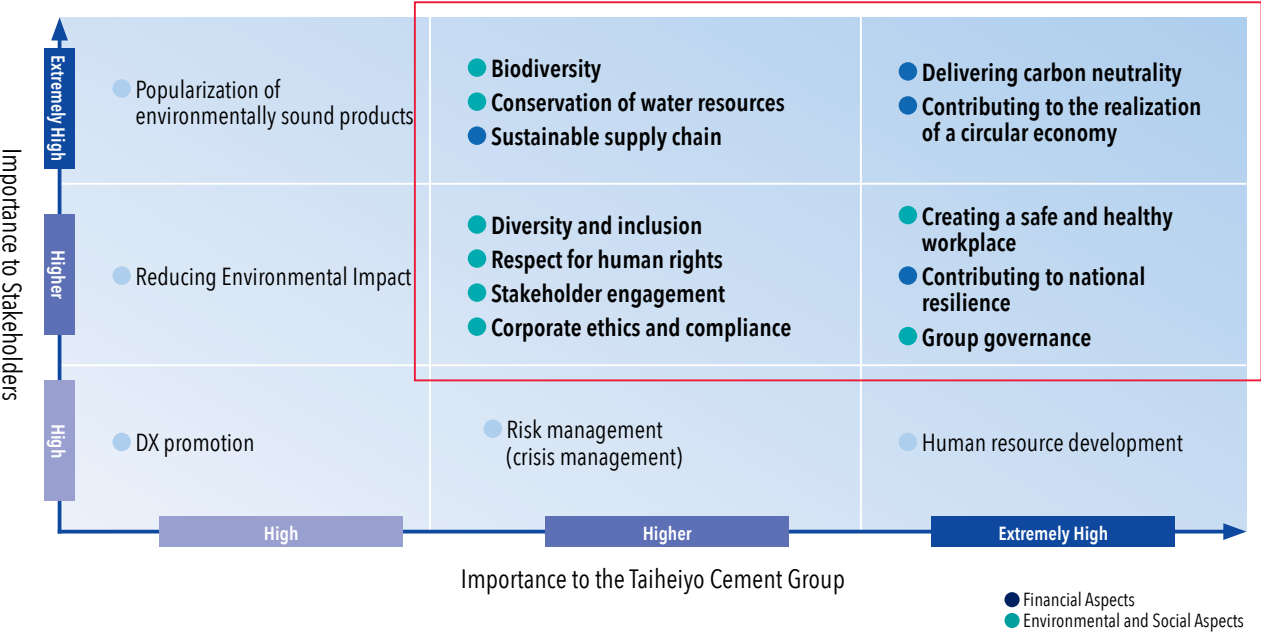 Importance to Stakeholders
Extremely High
Higher
High
Popularization of
environmentally sound products
Biodiversity
Conservation of water resources
Sustainable supply chain
Delivering carbon neutrality
Contributing to the realization
of a circular economy
Reducing Environmental Impact
Diversity and inclusion
Respect for human rights
Stakeholder engagement
Corporate ethics and compliance
Creating a safe and healthy
workplace
Contributing to national
resilience
Group governance
DX promotion
Risk management
(crisis management)
Human resource development
High
Higher
Extremely High
Importance to the Taiheiyo Cement Group
Financial Aspects
Environmental and Social Aspects